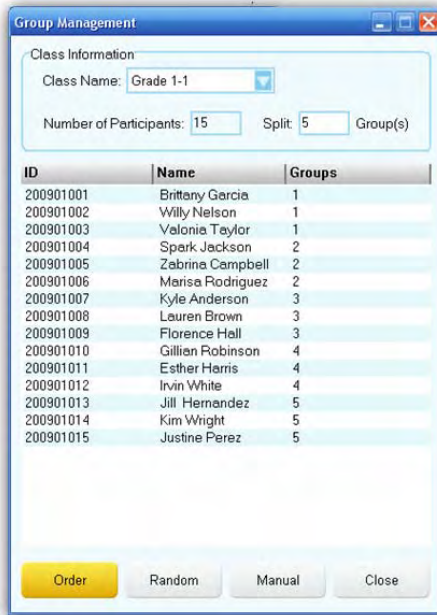 Group Management
Class Information
Class Name: Grade 1-1
Number of Participants: 15 Split: 5 Group(s)
ID Name Groups
200901001 Brittany Garcia 1
200901002 Willy Nelson 1
200901003 Valonia Taylor 1
200901004 Spark Jackson 2
200901005 Zabrina Campbell 2
200901006 Marisa Rodriguez 2
200901007 Kyle Anderson 3
200901008 Lauren Brown 3
200901009 Florence Hall 3
200901010 Gillian Robinson 4
200901011 Esther Harris 4
200901012 Irvin White 4
200901013 Jill Hernandez 5
200901014 Kim Wright 5
200901015 Justine Perez 5
Order Random Manual Close